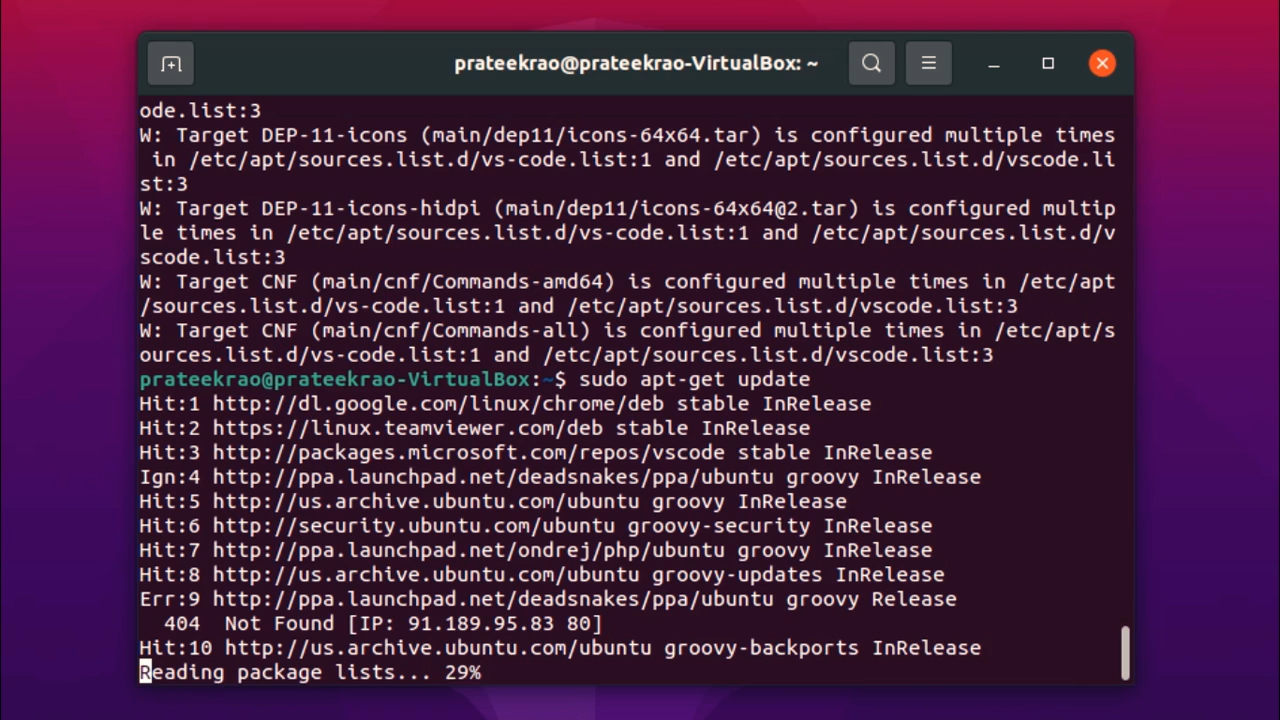 prateekrao@prateekrao-VirtualBox: ~
ode.list:3
W: Target DEP-11-icons (main/dep11/icons-64x64.tar) is configured multiple times
 in /etc/apt/sources.list.d/vs-code.list:1 and /etc/apt/sources.list.d/vscode.li
st:3
W: Target DEP-11-icons-hidpi (main/dep11/icons-64x64@2.tar) is configured multip
le times in /etc/apt/sources.list.d/vs-code.list:1 and /etc/apt/sources.list.d/v
scode.list:3
W: Target CNF (main/cnf/Commands-amd64) is configured multiple times in /etc/apt
/sources.list.d/vs-code.list:1 and /etc/apt/sources.list.d/vscode.list:3
W: Target CNF (main/cnf/Commands-all) is configured multiple times in /etc/apt/s
ources.list.d/vs-code.list:1 and /etc/apt/sources.list.d/vscode.list:3
prateekrao@prateekrao-VirtualBox:~$ sudo apt-get update
Hit:1 http://dl.google.com/linux/chrome/deb stable InRelease
Hit:2 https://linux.teamviewer.com/deb stable InRelease
Hit:3 http://packages.microsoft.com/repos/vscode stable InRelease
Ign:4 http://ppa.launchpad.net/deadsnakes/ppa/ubuntu groovy InRelease
Hit:5 http://us.archive.ubuntu.com/ubuntu groovy InRelease
Hit:6 http://security.ubuntu.com/ubuntu groovy-security InRelease
Hit:7 http://ppa.launchpad.net/ondrej/php/ubuntu groovy InRelease
Hit:8 http://us.archive.ubuntu.com/ubuntu groovy-updates InRelease
Err:9 http://ppa.launchpad.net/deadsnakes/ppa/ubuntu groovy Release
  404  Not Found [IP: 91.189.95.83 80]
Hit:10 http://us.archive.ubuntu.com/ubuntu groovy-backports InRelease
Reading package lists... 29%